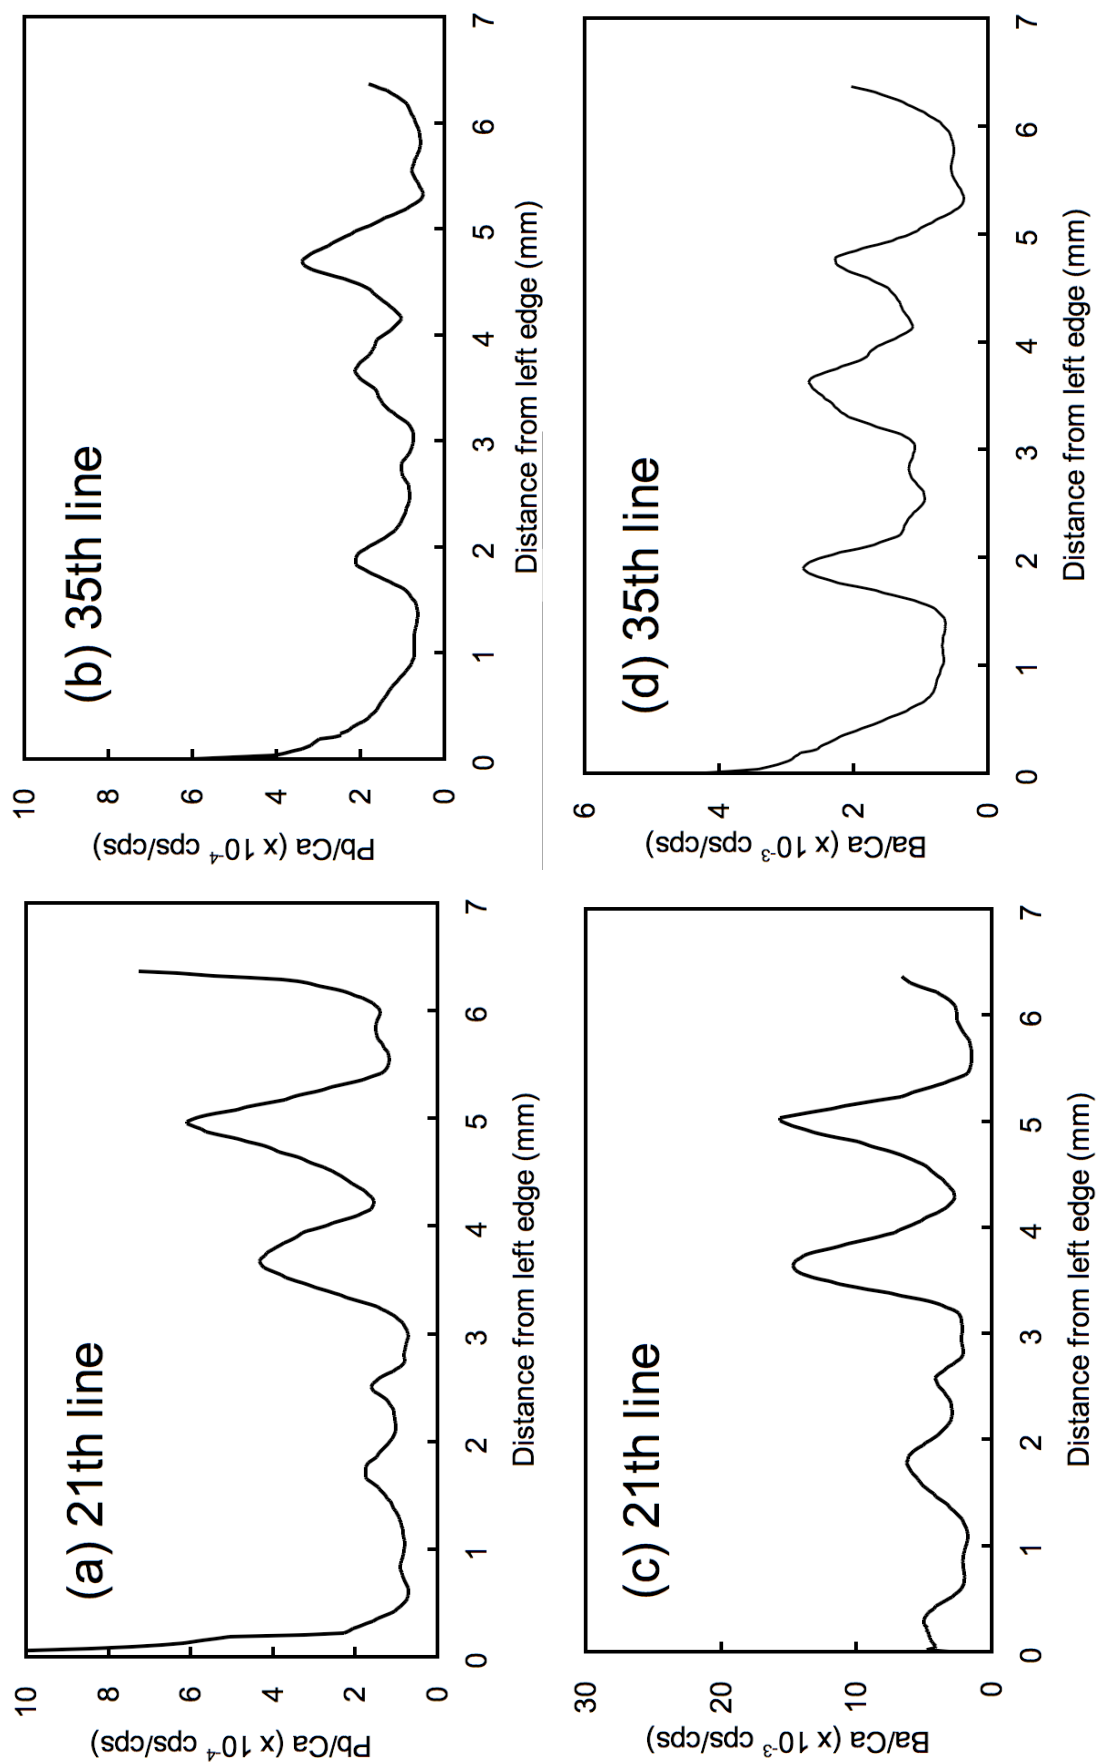 (a) 21th line
Pb/Ca (x 10-4 cps/cps)
10
8
6
4
2
0
0 1 2 3 4 5 6 7
Distance from left edge (mm)
(b) 35th line
Pb/Ca (x 10-4 cps/cps)
10
8
6
4
2
0
0 1 2 3 4 5 6 7
Distance from left edge (mm)
(c) 21th line
Ba/Ca (x 10-3 cps/cps)
30
20
10
0
0 1 2 3 4 5 6 7
Distance from left edge (mm)
(d) 35th line
Ba/Ca (x 10-3 cps/cps)
6
4
2
0
0 1 2 3 4 5 6 7
Distance from left edge (mm)